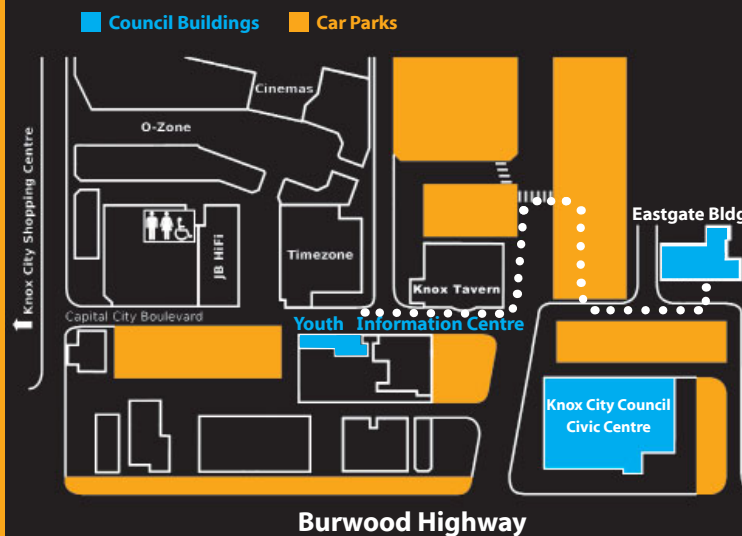 Council Buildings
Car Parks
Cinemas
O-Zone
Knox City Shopping Centre
Eastgate Bldg
JB HiFi
Timezone
Knox Tavern
Capital City Boulevard
Youth Information Centre
Knox City Council
Civic Centre
Burwood Highway